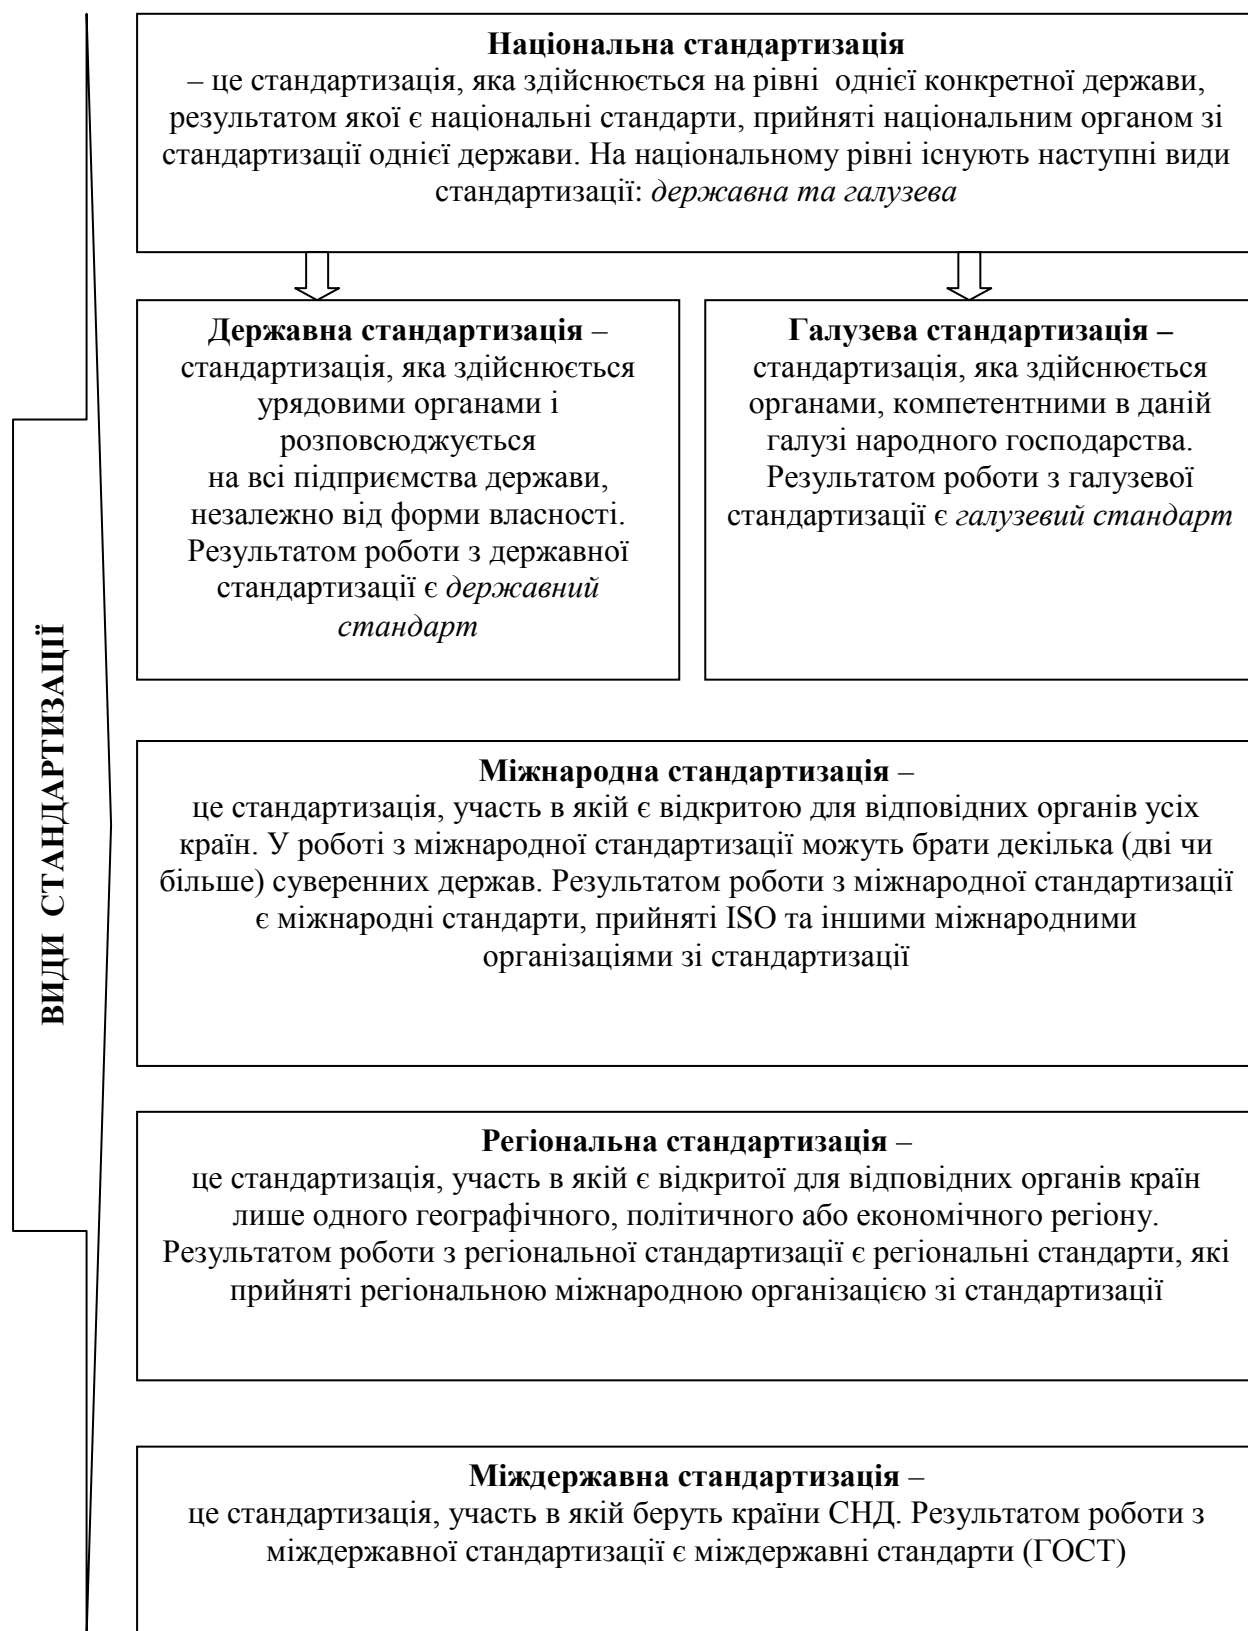 ВИДИ СТАНДАРТИЗАЦІЇ
Національна стандартизація
– це стандартизація, яка здійснюється на рівні однієї конкретної держави,
результатом якої є національні стандарти, прийняті національним органом зі
стандартизації однієї держави. На національному рівні існують наступні види
стандартизації: державна та галузева
Державна стандартизація –
стандартизація, яка здійснюється
урядовими органами і
розповсюджується
на всі підприємства держави,
незалежно від форми власності.
Результатом роботи з державної
стандартизації є державний
стандарт
Галузева стандартизація –
стандартизація, яка здійснюється
органами, компетентними в даній
галузі народного господарства.
Результатом роботи з галузевої
стандартизації є галузевий стандарт
Міжнародна стандартизація –
це стандартизація, участь в якій є відкритою для відповідних органів усіх
країн. У роботі з міжнародної стандартизації можуть брати декілька (дві чи
більше) суверенних держав. Результатом роботи з міжнародної стандартизації
є міжнародні стандарти, прийняті ISO та іншими міжнародними
організаціями зі стандартизації
Регіональна стандартизація –
це стандартизація, участь в якій є відкритої для відповідних органів країн
лише одного географічного, політичного або економічного регіону.
Результатом роботи з регіональної стандартизації є регіональні стандарти, які
прийняті регіональною міжнародною організацією зі стандартизації
Міждержавна стандартизація –
це стандартизація, участь в якій беруть країни СНД. Результатом роботи з
міждержавної стандартизації є міждержавні стандарти (ГОСТ)